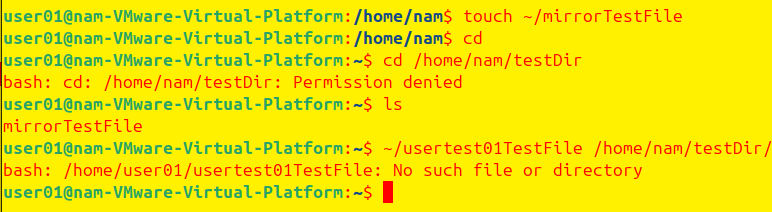 user01@nam-VMware-Virtual-Platform:/home/nam$ touch ~/mirrorTestFile
user01@nam-VMware-Virtual-Platform:/home/nam$ cd
user01@nam-VMware-Virtual-Platform:~$ cd /home/nam/testDir
bash: cd: /home/nam/testDir: Permission denied
user01@nam-VMware-Virtual-Platform:~$ ls
mirrorTestFile
user01@nam-VMware-Virtual-Platform:~$ ~/usertest01TestFile /home/nam/testDir/
bash: /home/user01/usertest01TestFile: No such file or directory
user01@nam-VMware-Virtual-Platform:~$